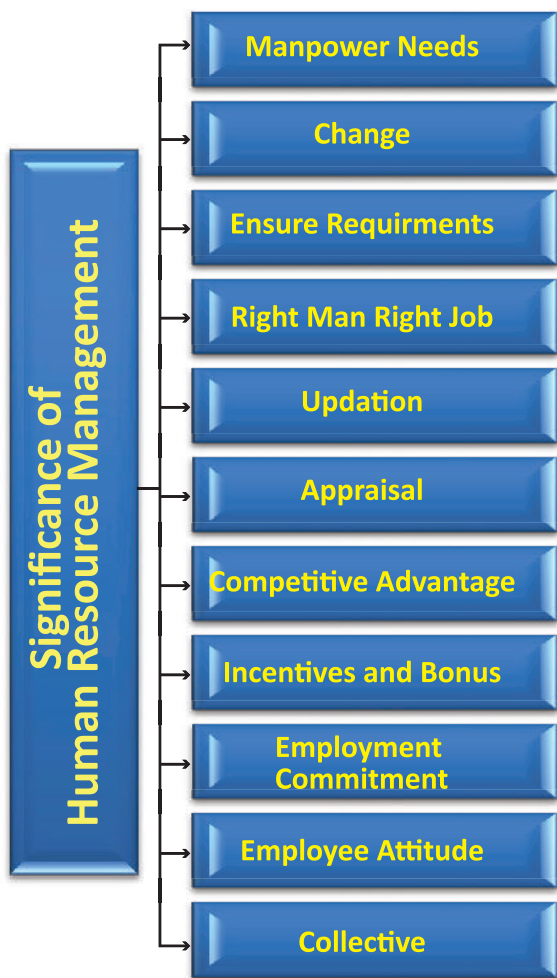 Significance of
Human Resource Management
Manpower Needs
Change
Ensure Requirments
Right Man Right Job
Updation
Appraisal
Competitive Advantage
Incentives and Bonus
Employment
Commitment
Employee Attitude
Collective